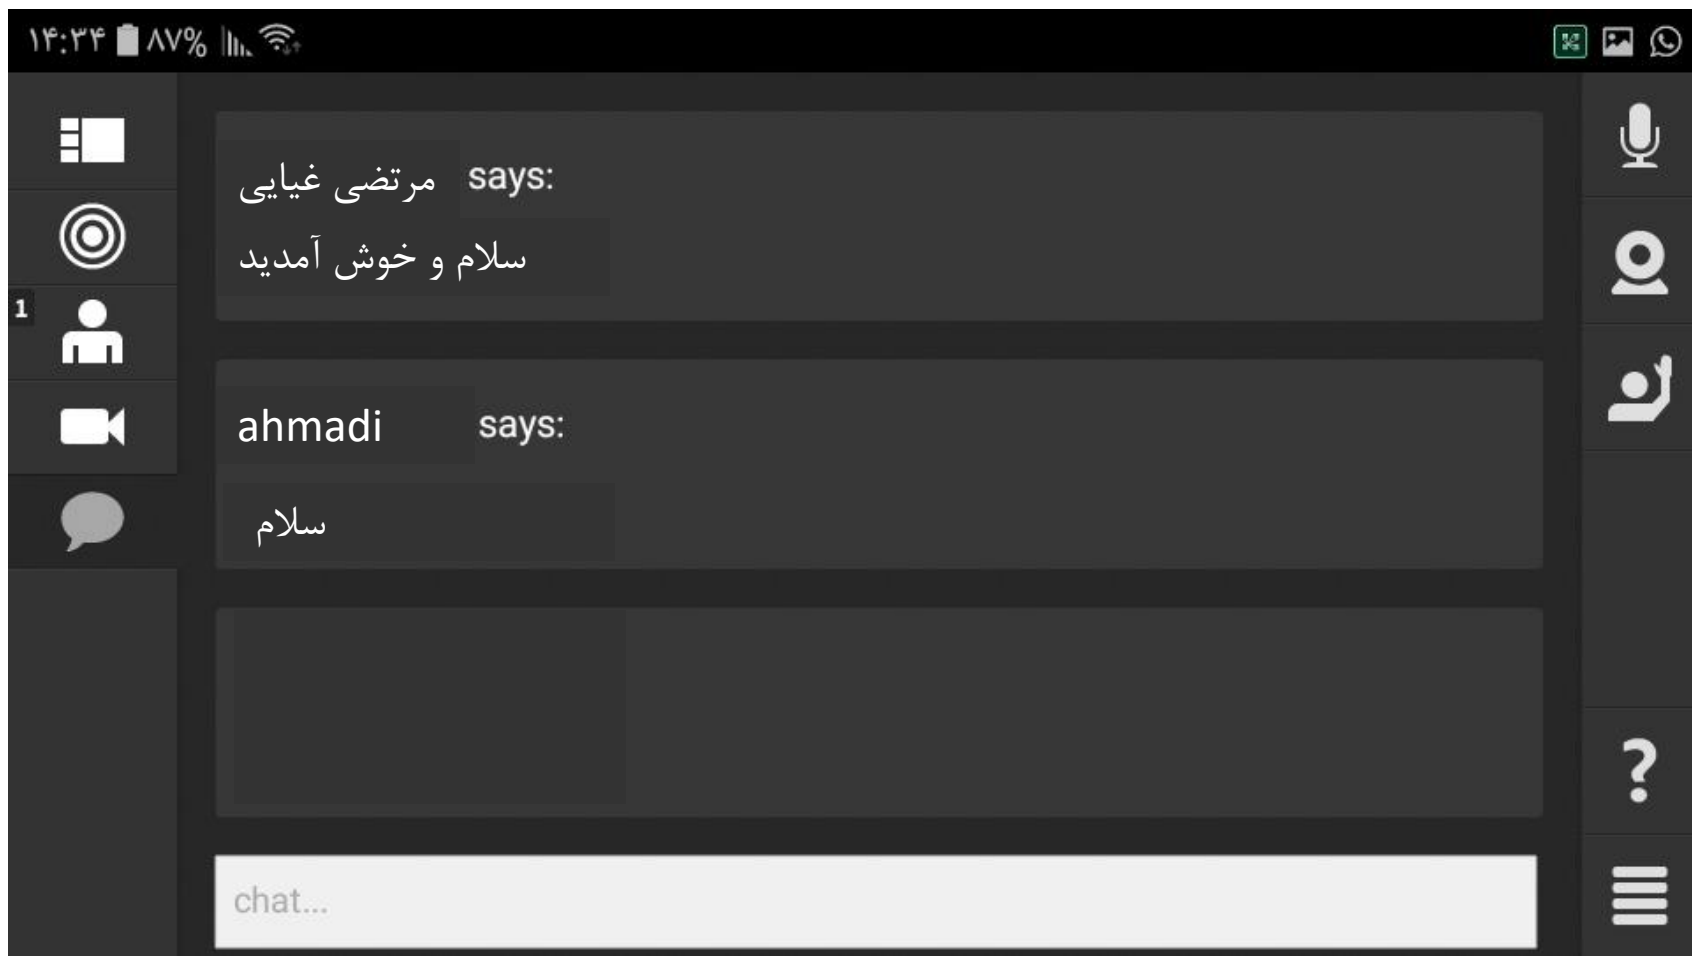 ۱۴:۳۴ ۸۷%
مرتضی غیایی says:
سلام و خوش آمدید
1
ahmadi says:
سلام
chat...